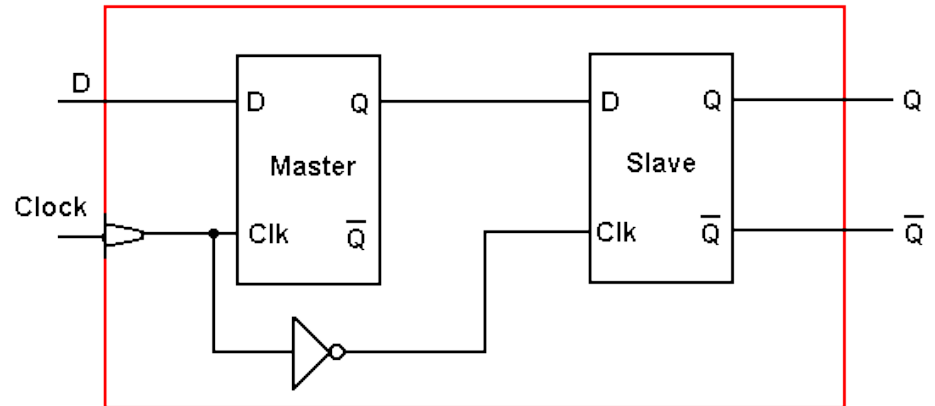 D
D Q D Q Q
Master Slave
Clock
Clk Q̅ Clk Q̅ Q̅